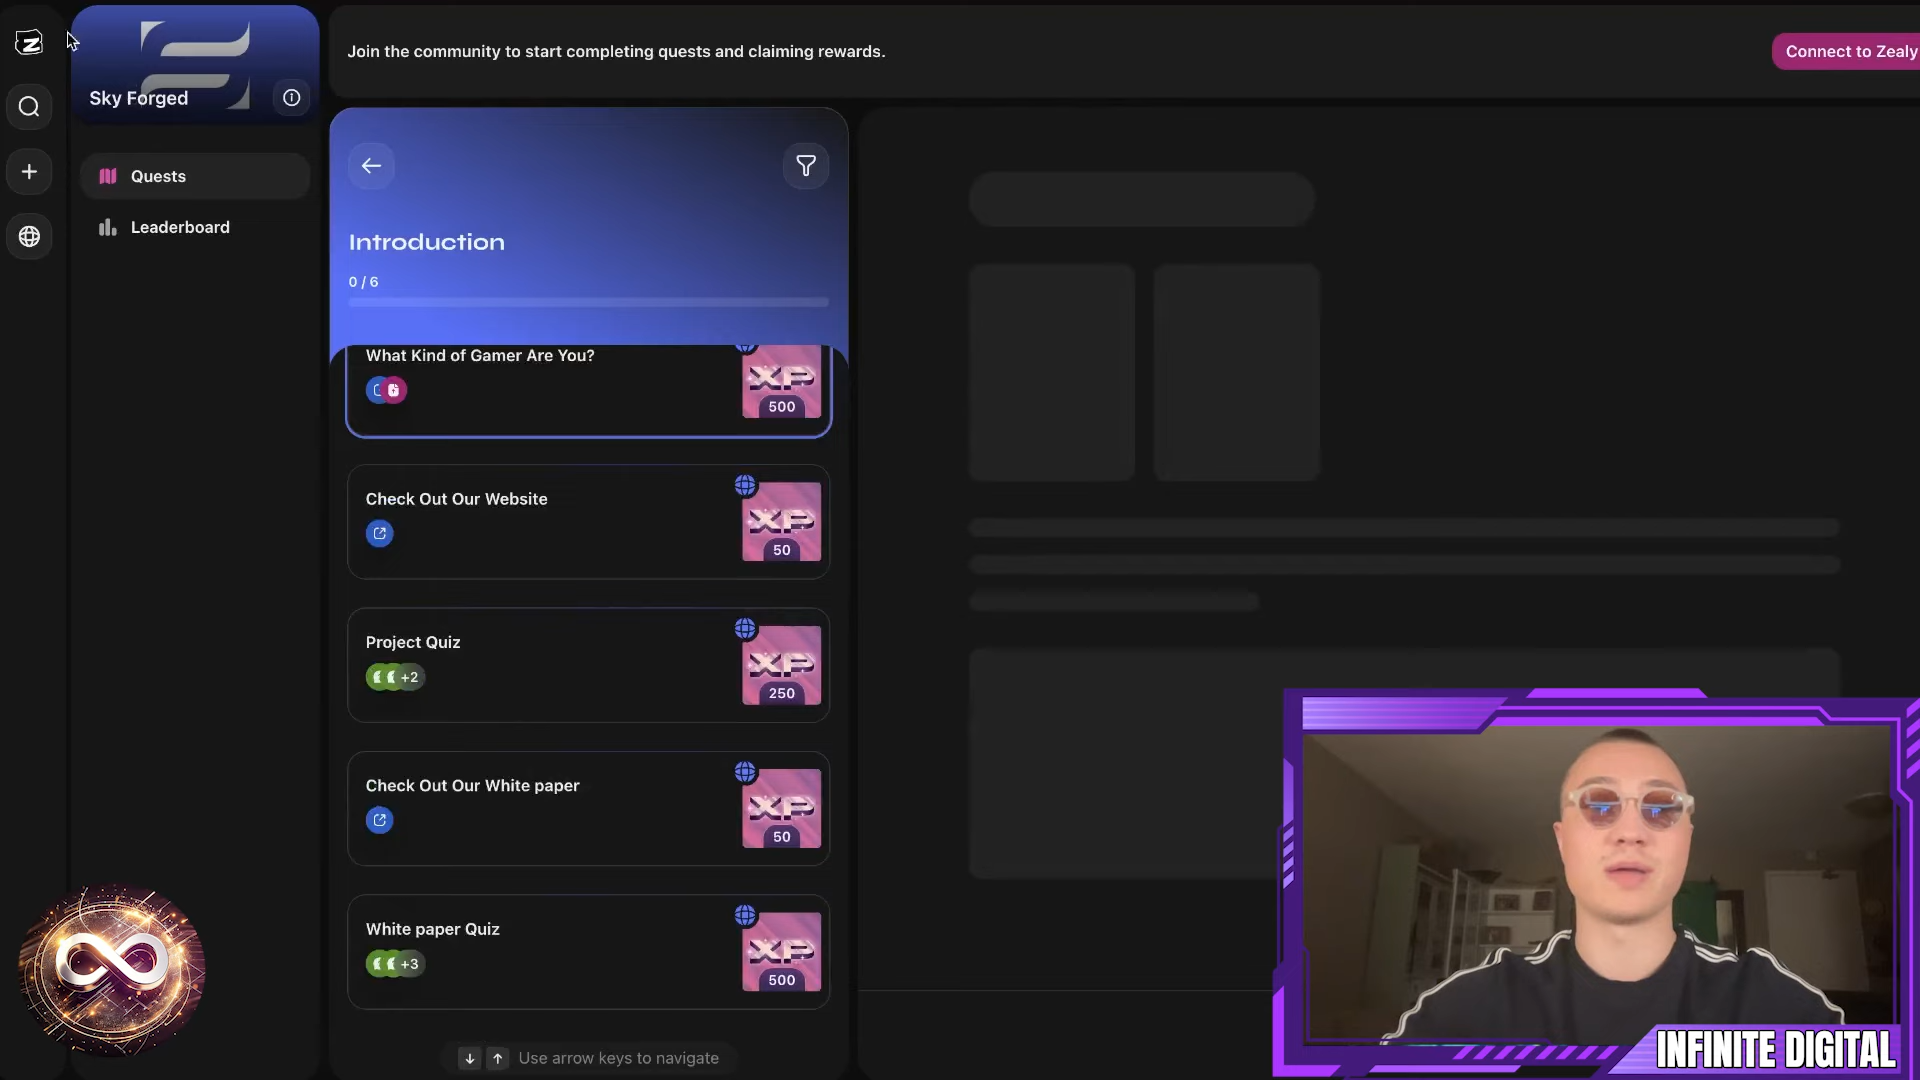 Join the community to start completing quests and claiming rewards.
Connect to Zealy
Sky Forged
Quests
Leaderboard
Introduction
0 / 6
What Kind of Gamer Are You?
XP
500
Check Out Our Website
XP
50
Project Quiz
+2
XP
250
Check Out Our White paper
XP
50
White paper Quiz
+3
XP
500
Use arrow keys to navigate
INFINITE DIGITAL